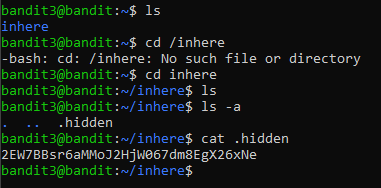 bandit3@bandit:~$ ls
inhere
bandit3@bandit:~$ cd /inhere
-bash: cd: /inhere: No such file or directory
bandit3@bandit:~$ cd inhere
bandit3@bandit:~/inhere$ ls
bandit3@bandit:~/inhere$ ls -a
.  ..  .hidden
bandit3@bandit:~/inhere$ cat .hidden
2EW7BBsr6aMMoJ2HjW067dm8EgX26xNe
bandit3@bandit:~/inhere$